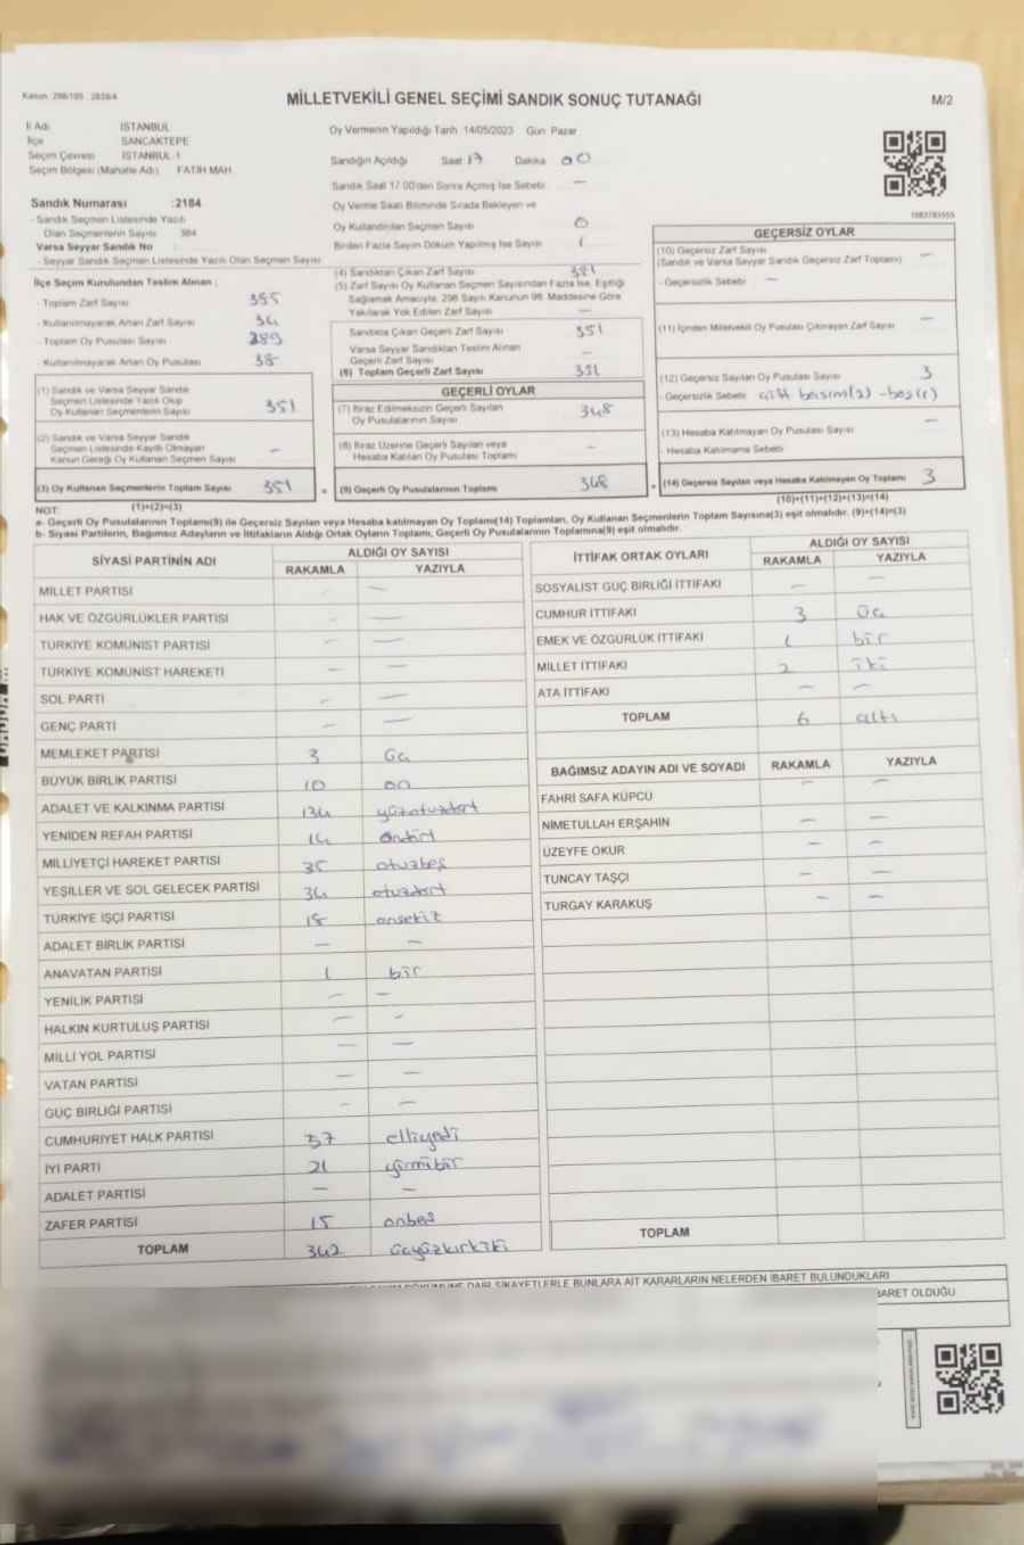 Kanun : 298/105 : 2839/4
MİLLETVEKİLİ GENEL SEÇİMİ SANDIK SONUÇ TUTANAĞI
M/2
İl Adı İSTANBUL
İlçe SANCAKTEPE
Seçim Çevresi İSTANBUL-1
Seçim Bölgesi (Mahalle Adı) FATİH MAH.
Oy Vermenin Yapıldığı Tarih 14/05/2023 Gün Pazar
Sandığın Açıldığı Saat 17 Dakika 00
Sandık Saat 17.00'den Sonra Açılmış İse Sebebi —
Oy Verme Saati Bitiminde Sırada Bekleyen ve
Oy Kullandırılan Seçmen Sayısı 0
Birden Fazla Sayım Döküm Yapılmış İse Sayısı
Sandık Numarası :2184
- Sandık Seçmen Listesinde Yazılı
Olan Seçmenlerin Sayısı 384
Varsa Seyyar Sandık No :
- Seyyar Sandık Seçmen Listesinde Yazılı Olan Seçmen Sayısı
İlçe Seçim Kurulundan Teslim Alınan :
- Toplam Zarf Sayısı
- Kullanılmayarak Artan Zarf Sayısı 34
- Toplam Oy Pusulası Sayısı 389
- Kullanılmayarak Artan Oy Pusulası 38
(1) Sandık ve Varsa Seyyar Sandık
Seçmen Listesinde Yazılı Olup
Oy Kullanan Seçmenlerin Sayısı 351
(2) Sandık ve Varsa Seyyar Sandık
Seçmen Listesinde Kayıtlı Olmayan
Kanun Gereği Oy Kullanan Seçmen Sayısı —
(3) Oy Kullanan Seçmenlerin Toplam Sayısı 351
(1)+(2)=(3)
(4) Sandıktan Çıkan Zarf Sayısı 351
(5) Zarf Sayısı Oy Kullanan Seçmen Sayısından Fazla İse, Eşitliği
Sağlamak Amacıyla, 298 Sayılı Kanunun 98. Maddesine Göre
Yakılarak Yok Edilen Zarf Sayısı —
Sandıkta Çıkan Geçerli Zarf Sayısı 351
Varsa Seyyar Sandıktan Teslim Alınan
Geçerli Zarf Sayısı —
(6) Toplam Geçerli Zarf Sayısı 351
GEÇERLİ OYLAR
(7) İtiraz Edilmeksizin Geçerli Sayılan
Oy Pusulalarının Sayısı 348
(8) İtiraz Üzerine Geçerli Sayılan veya
Hesaba Katılan Oy Pusulası Toplamı —
(9) Geçerli Oy Pusulalarının Toplamı 348
GEÇERSİZ OYLAR
(10) Geçersiz Zarf Sayısı
(Sandık ve Varsa Seyyar Sandık Geçersiz Zarf Toplamı) —
- Geçersizlik Sebebi —
(11) İçinden Milletvekili Oy Pusulası Çıkmayan Zarf Sayısı —
(12) Geçersiz Sayılan Oy Pusulası Sayısı 3
- Geçersizlik Sebebi çift basım(2) - boş(1)
(13) Hesaba Katılmayan Oy Pusulası Sayısı —
- Hesaba Katılmama Sebebi
(14) Geçersiz Sayılan veya Hesaba Katılmayan Oy Toplamı 3
(10)+(11)+(12)+(13)=(14)
NOT:
a- Geçerli Oy Pusulalarının Toplamı(9) ile Geçersiz Sayılan veya Hesaba katılmayan Oy Toplamı(14) Toplamları, Oy Kullanan Seçmenlerin Toplam Sayısına(3) eşit olmalıdır. (9)+(14)=(3)
b- Siyasi Partilerin, Bağımsız Adayların ve İttifakların Aldığı Ortak Oyların Toplamı, Geçerli Oy Pusulalarının Toplamına(9) eşit olmalıdır.
SİYASİ PARTİNİN ADI ALDIĞI OY SAYISI
RAKAMLA YAZIYLA
MİLLET PARTİSİ — —
HAK VE ÖZGÜRLÜKLER PARTİSİ — —
TÜRKİYE KOMÜNİST PARTİSİ — —
TÜRKİYE KOMÜNİST HAREKETİ — —
SOL PARTİ — —
GENÇ PARTİ — —
MEMLEKET PARTİSİ 3 üç
BÜYÜK BİRLİK PARTİSİ 10 on
ADALET VE KALKINMA PARTİSİ 134 yüzotuzdört
YENİDEN REFAH PARTİSİ 14 ondört
MİLLİYETÇİ HAREKET PARTİSİ 35 otuzbeş
YEŞİLLER VE SOL GELECEK PARTİSİ 34 otuzdört
TÜRKİYE İŞÇİ PARTİSİ 18 onsekiz
ADALET BİRLİK PARTİSİ — —
ANAVATAN PARTİSİ 1 bir
YENİLİK PARTİSİ — —
HALKIN KURTULUŞ PARTİSİ — —
MİLLİ YOL PARTİSİ — —
VATAN PARTİSİ — —
GÜÇ BİRLİĞİ PARTİSİ — —
CUMHURİYET HALK PARTİSİ 57 elliyedi
İYİ PARTİ 21 yirmibir
ADALET PARTİSİ — —
ZAFER PARTİSİ 15 onbeş
TOPLAM 342 üçyüzkırkiki
İTTİFAK ORTAK OYLARI ALDIĞI OY SAYISI
RAKAMLA YAZIYLA
SOSYALİST GÜÇ BİRLİĞİ İTTİFAKI — —
CUMHUR İTTİFAKI 3 üç
EMEK VE ÖZGÜRLÜK İTTİFAKI 1 bir
MİLLET İTTİFAKI 2 iki
ATA İTTİFAKI — —
TOPLAM 6 altı
BAĞIMSIZ ADAYIN ADI VE SOYADI RAKAMLA YAZIYLA
FAHRİ SAFA KÜPCÜ — —
NİMETULLAH ERŞAHİN — —
ÜZEYFE OKUR — —
TUNCAY TAŞÇI — —
TURGAY KARAKUŞ — —
TOPLAM
DAİR ŞİKAYETLERLE BUNLARA AİT KARARLARIN NELERDEN İBARET BULUNDUKLARI
BARET OLDUĞU